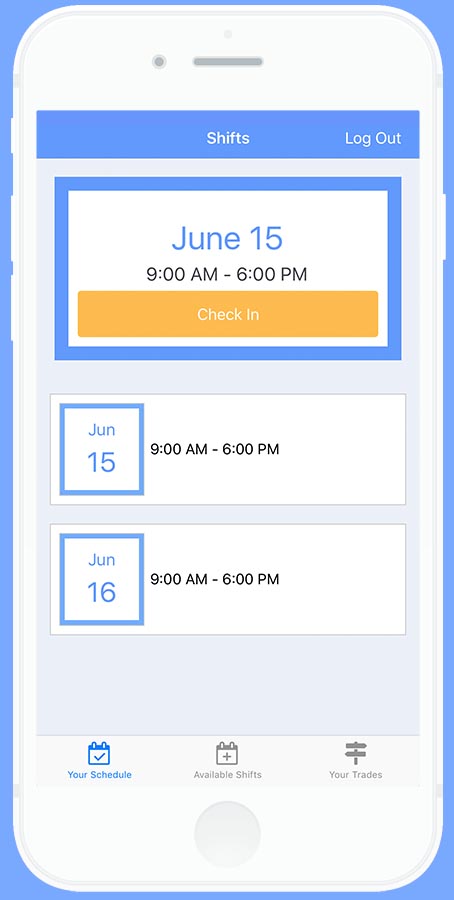 Shifts
Log Out
June 15
9:00 AM - 6:00 PM
Check In
Jun
15
9:00 AM - 6:00 PM
Jun
16
9:00 AM - 6:00 PM
Your Schedule
Available Shifts
Your Trades